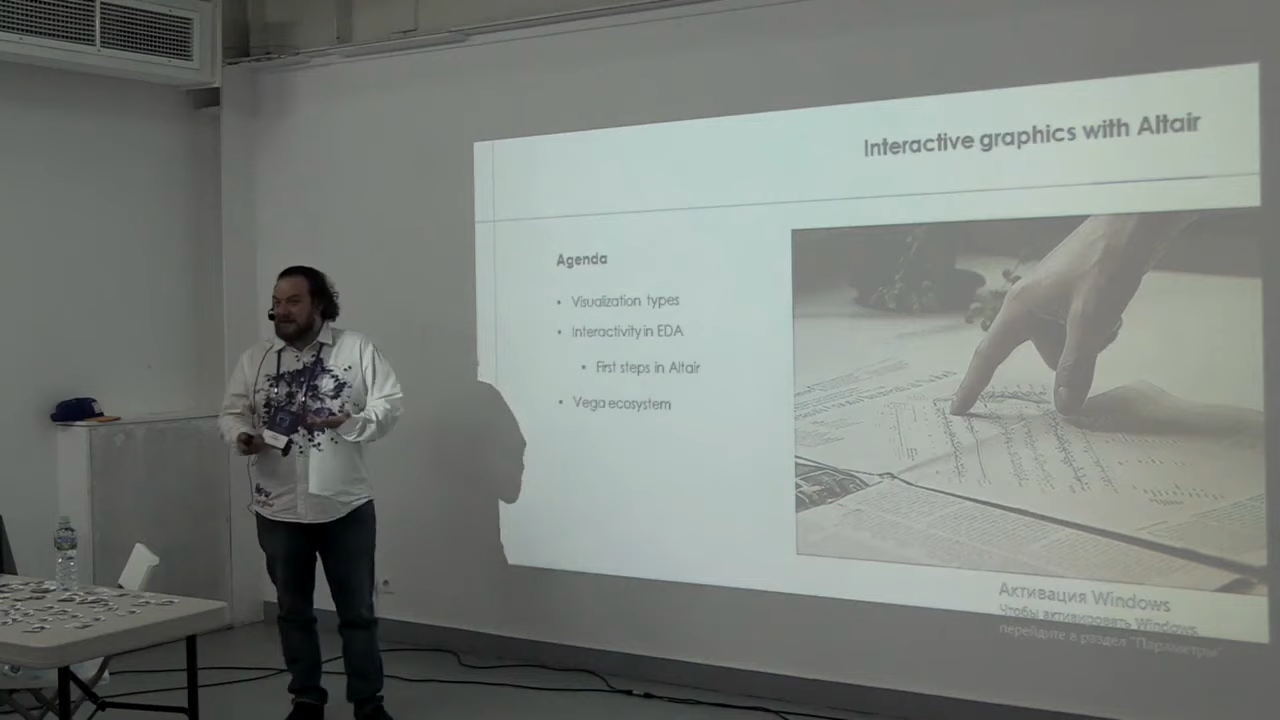 Interactive graphics with Altair
Agenda
• Visualization types
• Interactivity in EDA
• First steps in Altair
• Vega ecosystem
Активация Windows
Чтобы активировать Windows,
перейдите в раздел "Параметры"